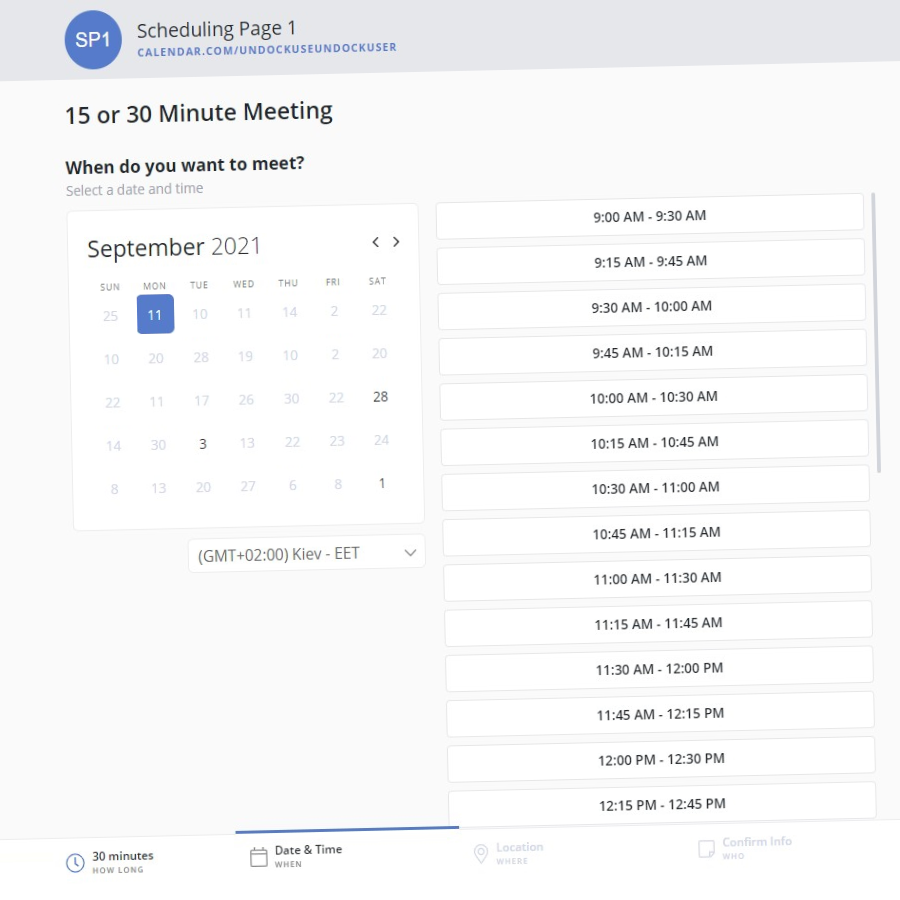 SP1
Scheduling Page 1
CALENDAR.COM/UNDOCKUSEUNDOCKUSER
15 or 30 Minute Meeting
When do you want to meet?
Select a date and time
September 2021
SUN MON TUE WED THU FRI SAT
25 11 10 11 14 2 22
10 20 28 19 10 2 20
22 11 17 26 30 22 28
14 30 3 13 22 23 24
8 13 20 27 6 8 1
(GMT+02:00) Kiev - EET
9:00 AM - 9:30 AM
9:15 AM - 9:45 AM
9:30 AM - 10:00 AM
9:45 AM - 10:15 AM
10:00 AM - 10:30 AM
10:15 AM - 10:45 AM
10:30 AM - 11:00 AM
10:45 AM - 11:15 AM
11:00 AM - 11:30 AM
11:15 AM - 11:45 AM
11:30 AM - 12:00 PM
11:45 AM - 12:15 PM
12:00 PM - 12:30 PM
12:15 PM - 12:45 PM
30 minutes
HOW LONG
Date & Time
WHEN
Location
WHERE
Confirm Info
WHO